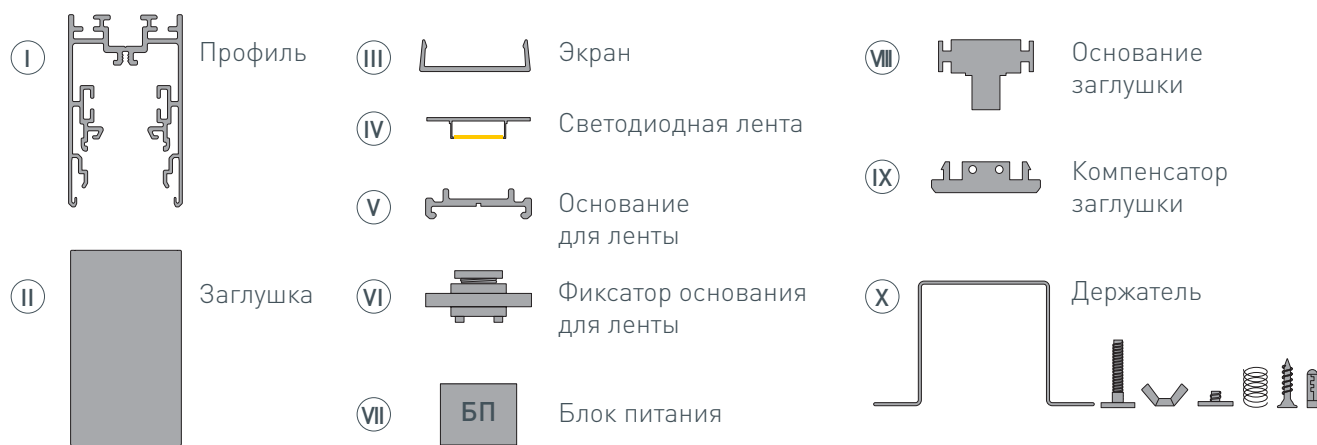 I
Профиль
II
Заглушка
III
Экран
IV
Светодиодная лента
V
Основание
для ленты
VI
Фиксатор основания
для ленты
VII
БП
Блок питания
VIII
Основание
заглушки
IX
Компенсатор
заглушки
X
Держатель